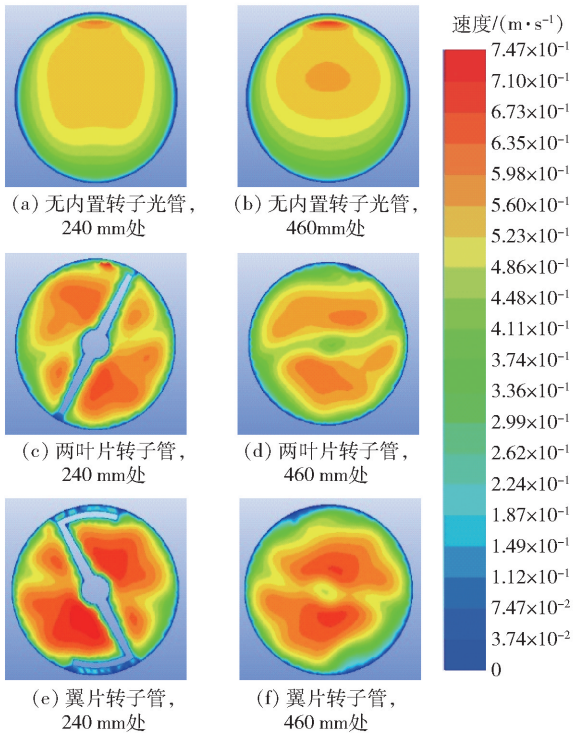 速度/(m·s⁻¹)
7.47×10⁻¹
7.10×10⁻¹
6.73×10⁻¹
6.35×10⁻¹
5.98×10⁻¹
5.60×10⁻¹
5.23×10⁻¹
4.86×10⁻¹
4.48×10⁻¹
4.11×10⁻¹
3.74×10⁻¹
3.36×10⁻¹
2.99×10⁻¹
2.62×10⁻¹
2.24×10⁻¹
1.87×10⁻¹
1.49×10⁻¹
1.12×10⁻¹
7.47×10⁻²
3.74×10⁻²
0
(a) 无内置转子光管，
240 mm处
(b) 无内置转子光管，
460mm处
(c) 两叶片转子管，
240 mm处
(d) 两叶片转子管，
460 mm处
(e) 翼片转子管，
240 mm处
(f) 翼片转子管，
460 mm处